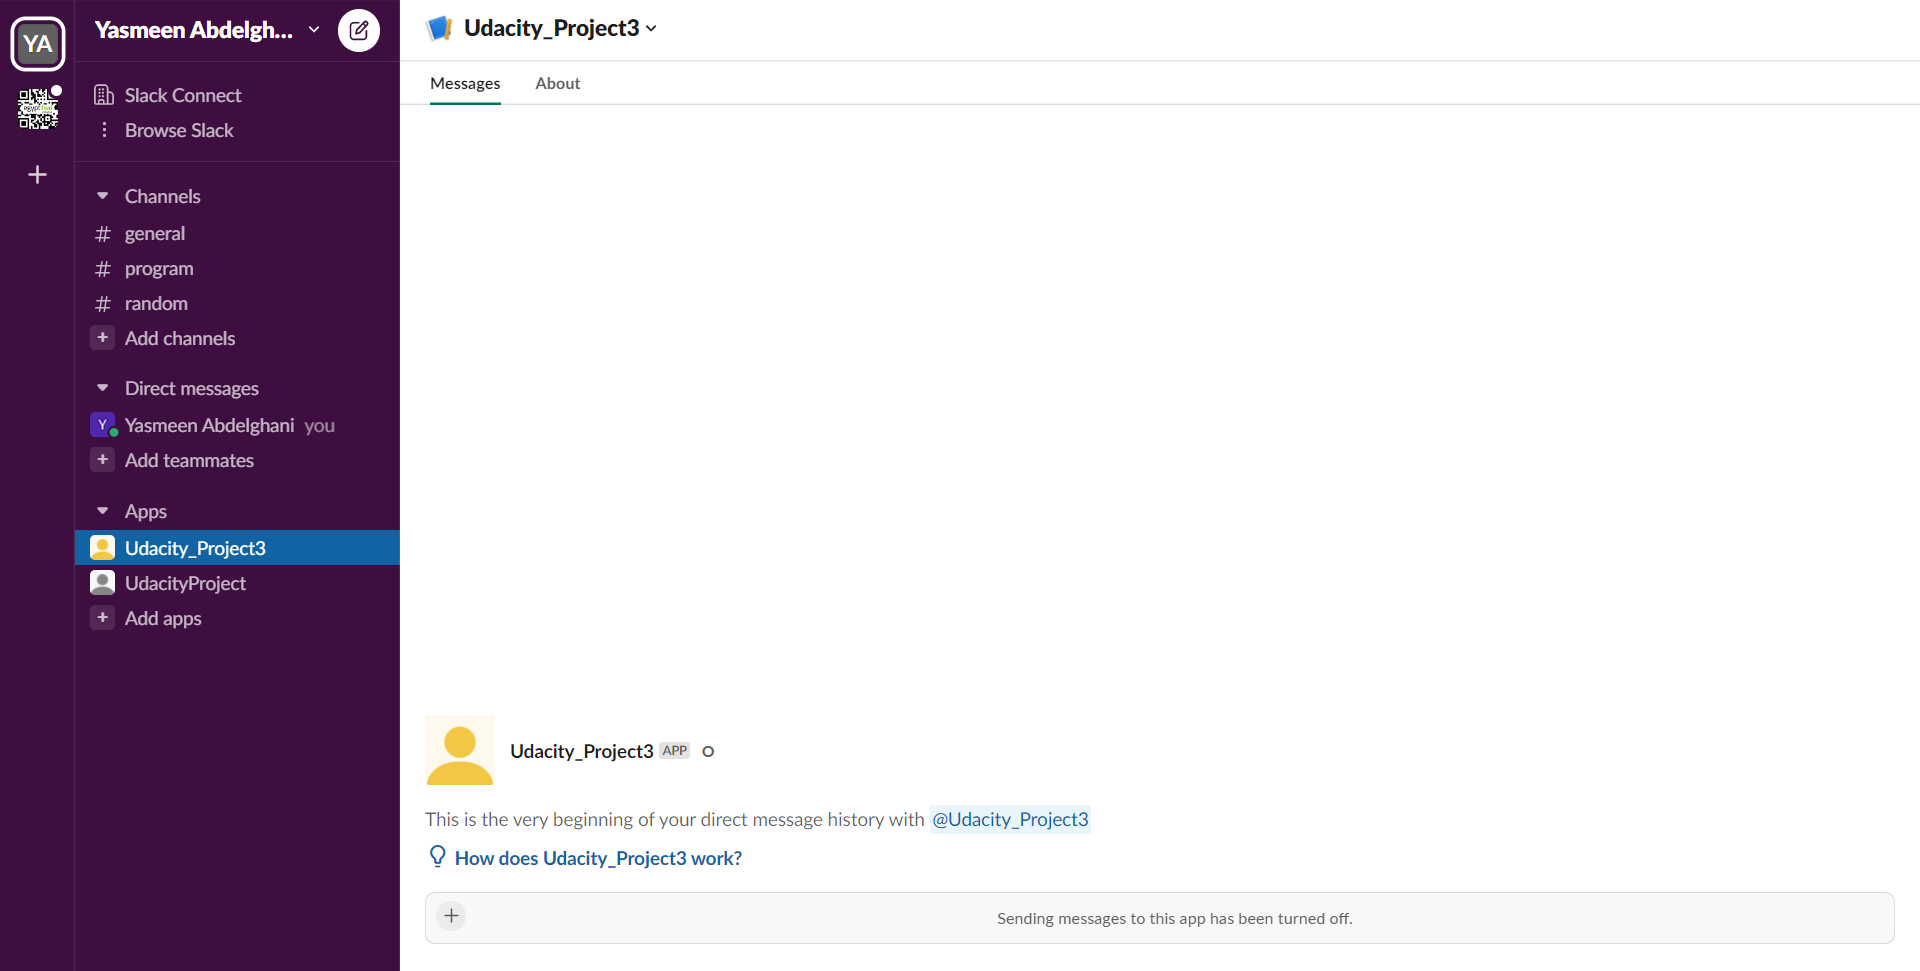 YA
Yasmeen Abdelgh...
Slack Connect
Browse Slack
Channels
# general
# program
# random
+ Add channels
Direct messages
Y Yasmeen Abdelghani you
+ Add teammates
Apps
Udacity_Project3
UdacityProject
+ Add apps
Udacity_Project3
Messages About
Udacity_Project3 APP
This is the very beginning of your direct message history with @Udacity_Project3
How does Udacity_Project3 work?
Sending messages to this app has been turned off.